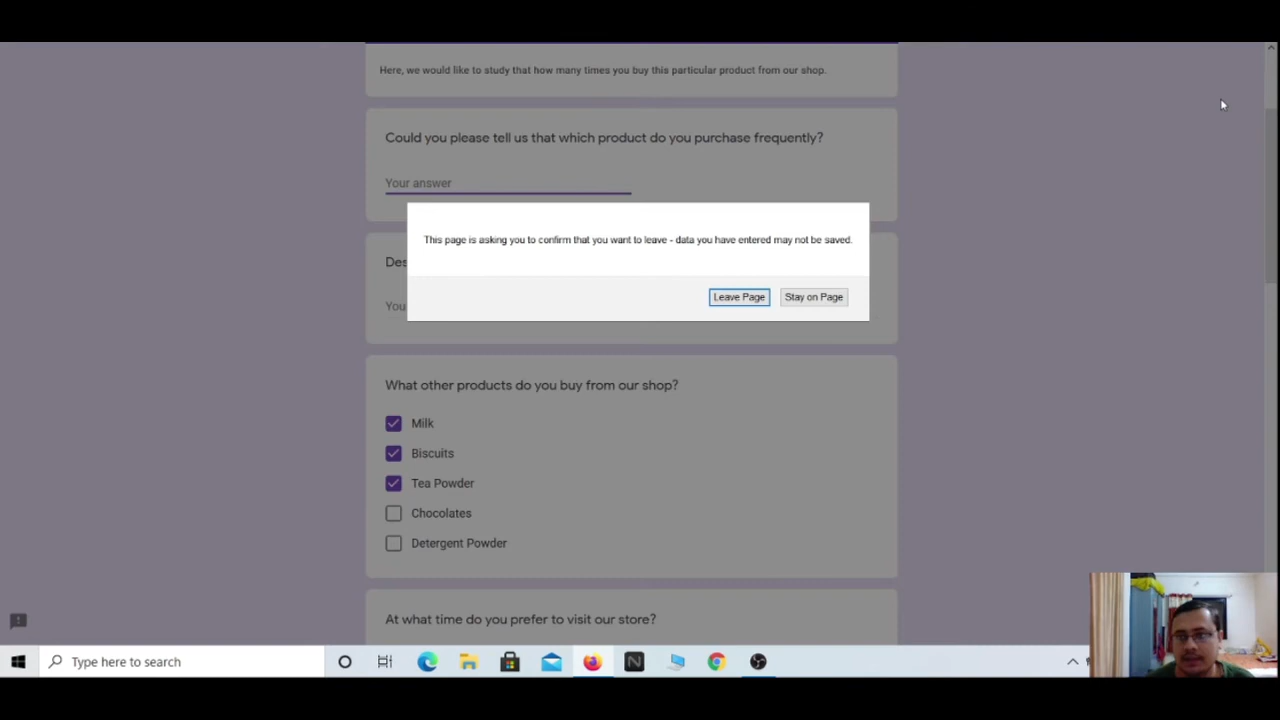 Here, we would like to study that how many times you buy this particular product from our shop.
Could you please tell us that which product do you purchase frequently?
Your answer
This page is asking you to confirm that you want to leave - data you have entered may not be saved.
Des
Leave Page Stay on Page
You
What other products do you buy from our shop?
Milk
Biscuits
Tea Powder
Chocolates
Detergent Powder
At what time do you prefer to visit our store?
Type here to search